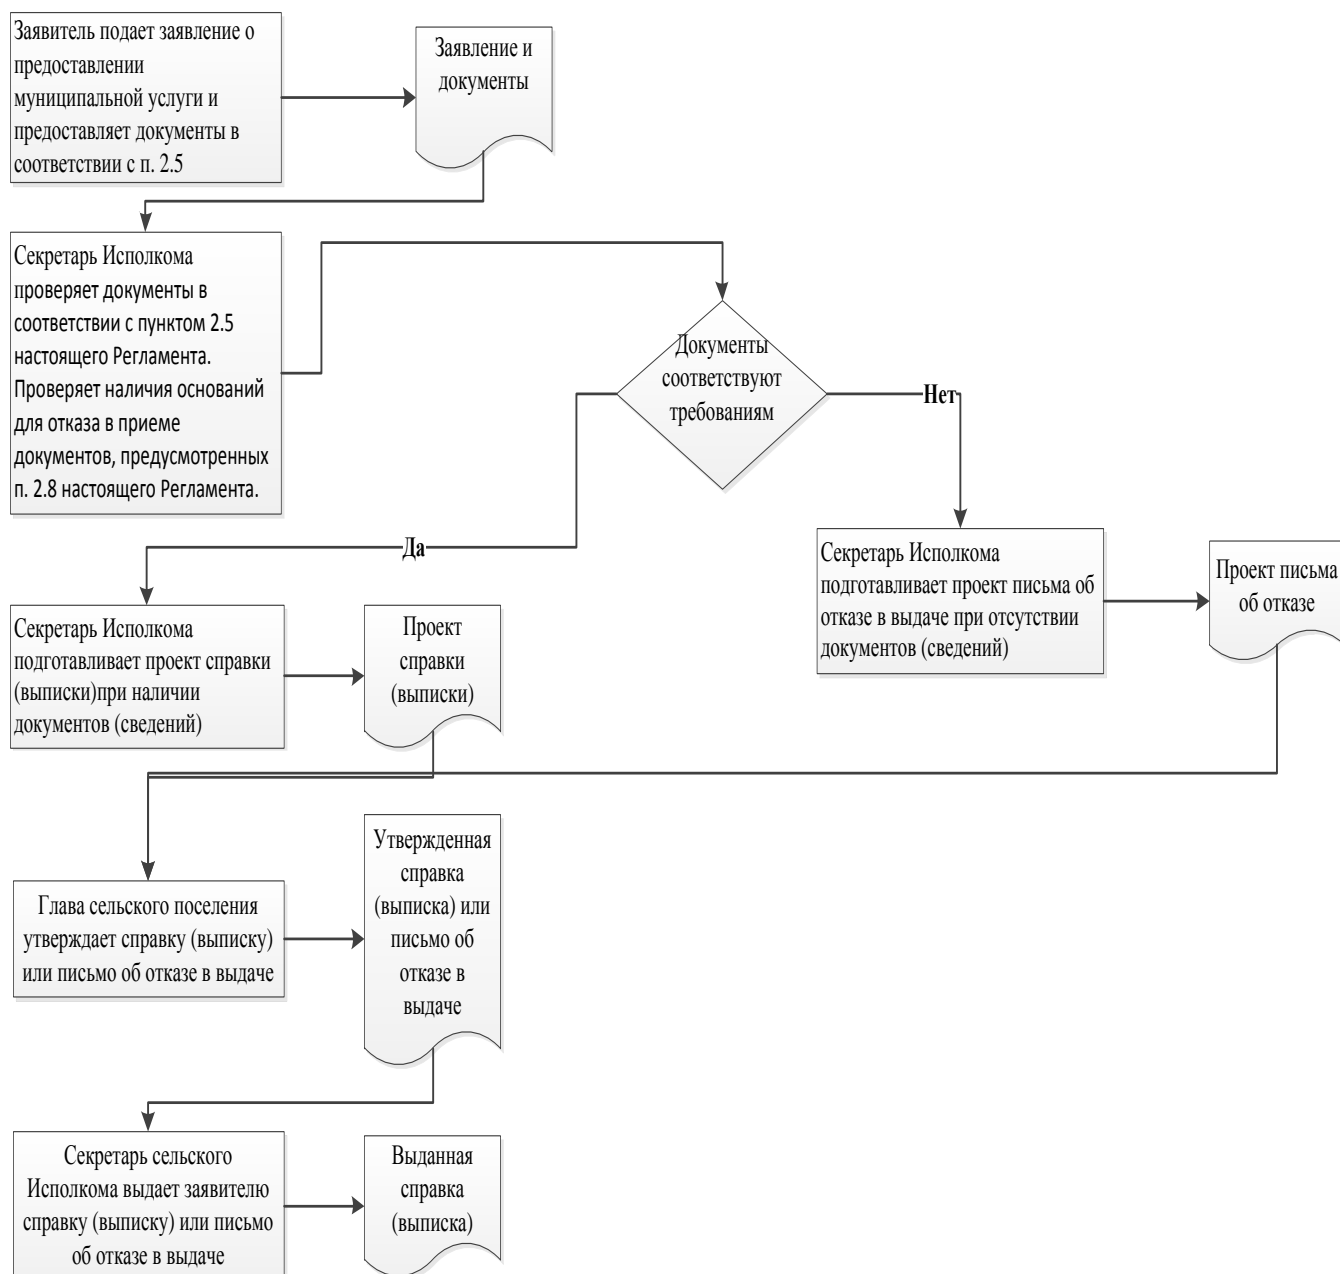 Заявитель подает заявление о
предоставлении
муниципальной услуги и
предоставляет документы в
соответствии с п. 2.5
Заявление и
документы
Секретарь Исполкома
проверяет документы в
соответствии с пунктом 2.5
настоящего Регламента.
Проверяет наличия оснований
для отказа в приеме
документов, предусмотренных
п. 2.8 настоящего Регламента.
Документы
соответствуют
требованиям
Нет
Да
Секретарь Исполкома
подготавливает проект письма об
отказе в выдаче при отсутствии
документов (сведений)
Проект письма
об отказе
Секретарь Исполкома
подготавливает проект справки
(выписки)при наличии
документов (сведений)
Проект
справки
(выписки)
Глава сельского поселения
утверждает справку (выписку)
или письмо об отказе в выдаче
Утвержденная
справка
(выписка) или
письмо об
отказе в
выдаче
Секретарь сельского
Исполкома выдает заявителю
справку (выписку) или письмо
об отказе в выдаче
Выданная
справка
(выписка)